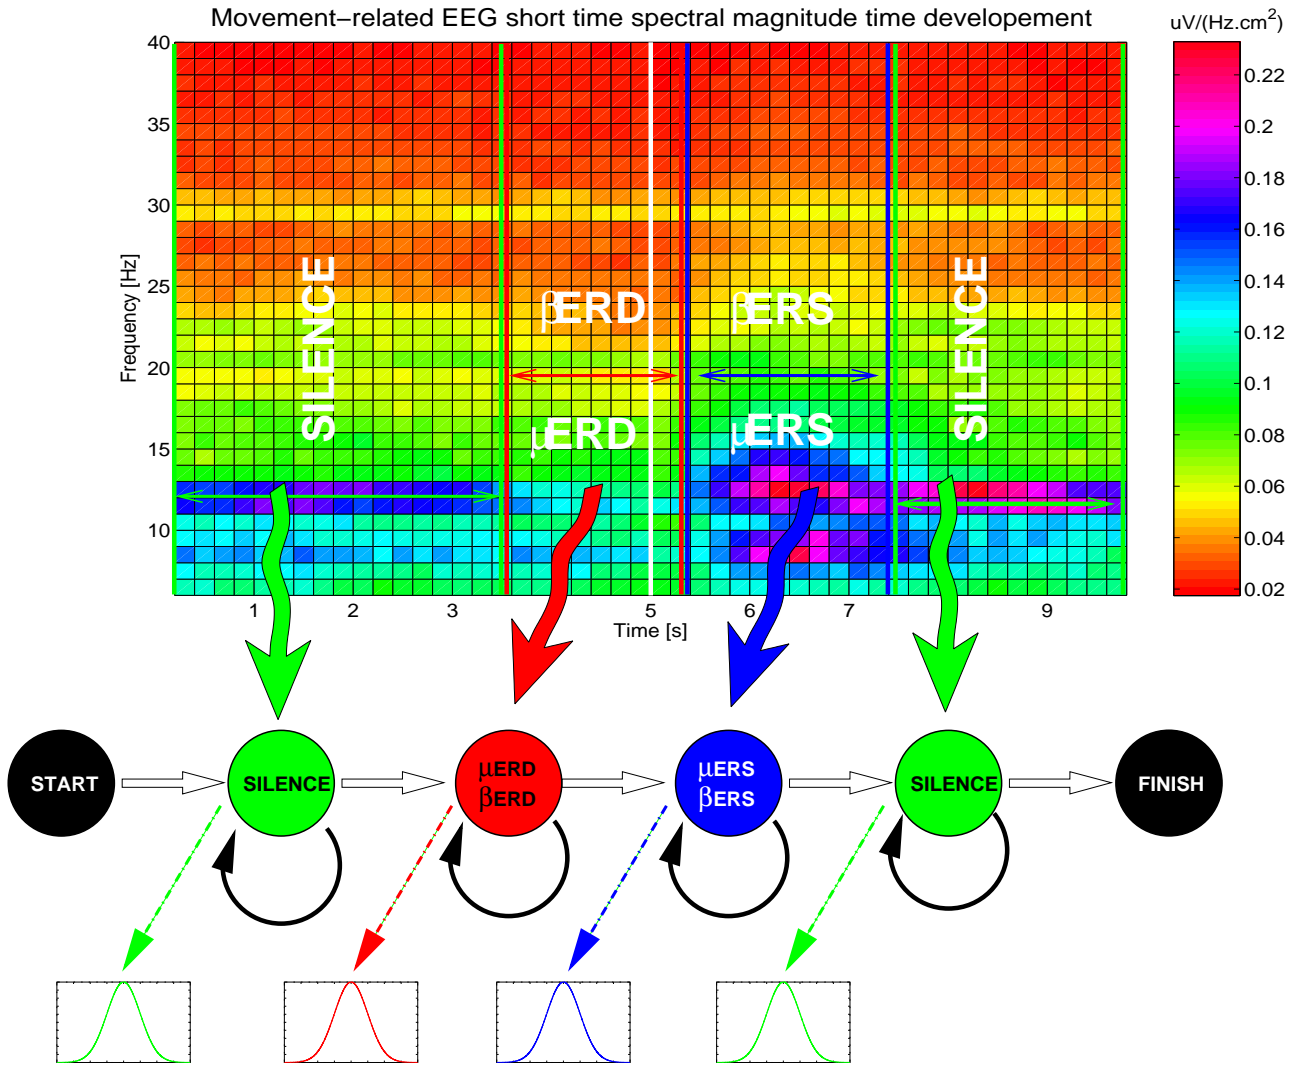 Movement−related EEG short time spectral magnitude time developement
uV/(Hz.cm²)
40
35
30
25
20
15
10
Frequency [Hz]
0.22
0.2
0.18
0.16
0.14
0.12
0.1
0.08
0.06
0.04
0.02
SILENCE
βERD
μERD
βERS
μERS
SILENCE
1 2 3 5 6 7 9
Time [s]
START
SILENCE
μERD
βERD
μERS
βERS
SILENCE
FINISH